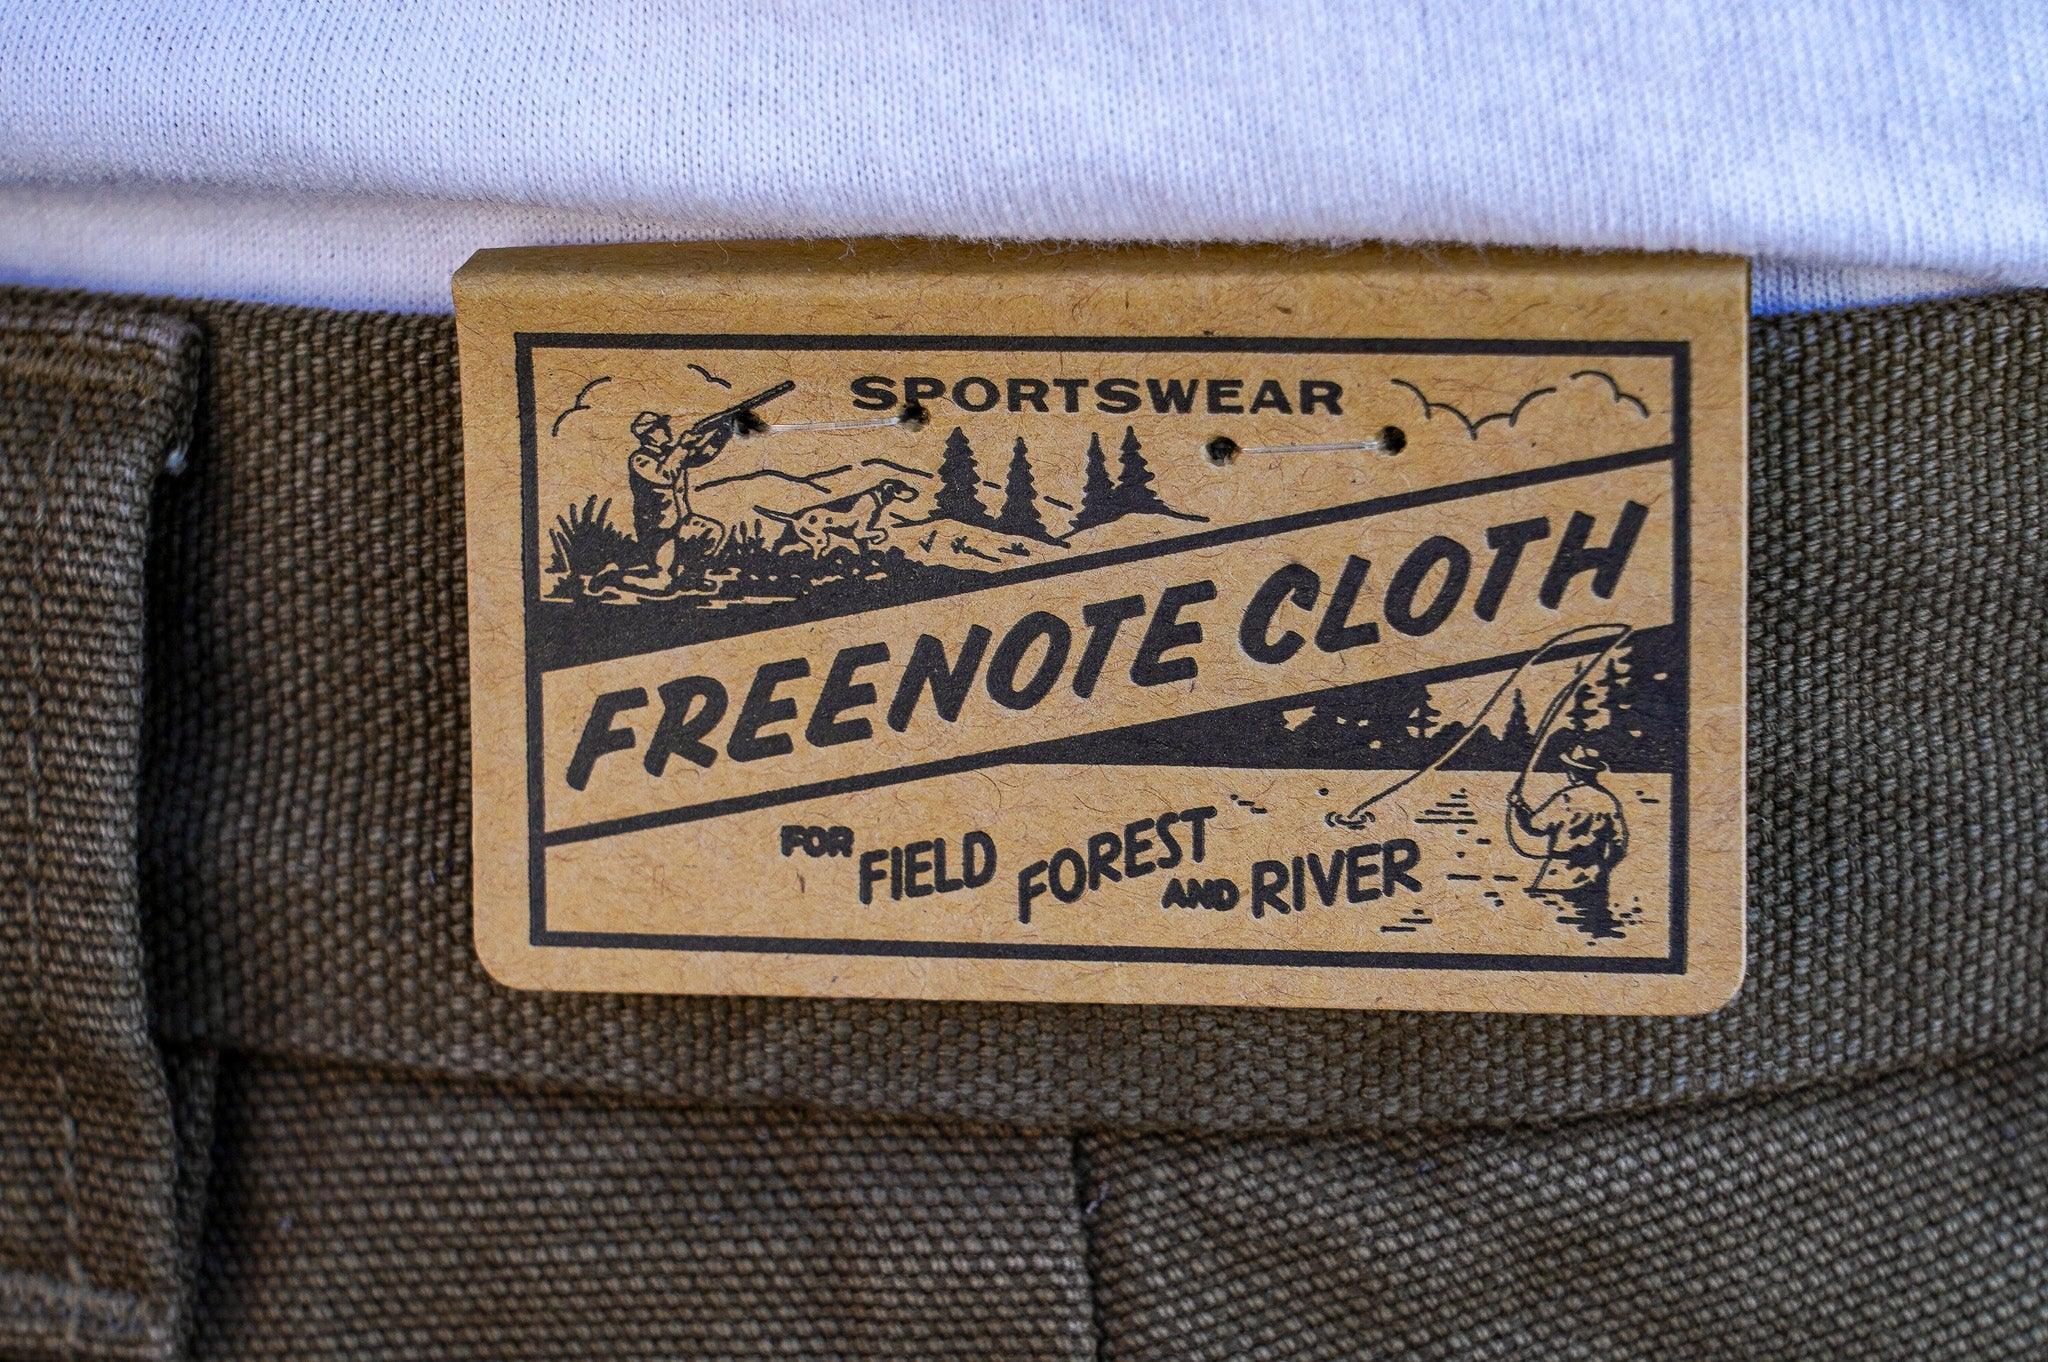 SPORTSWEAR
FREENOTE CLOTH
FOR FIELD FOREST AND RIVER